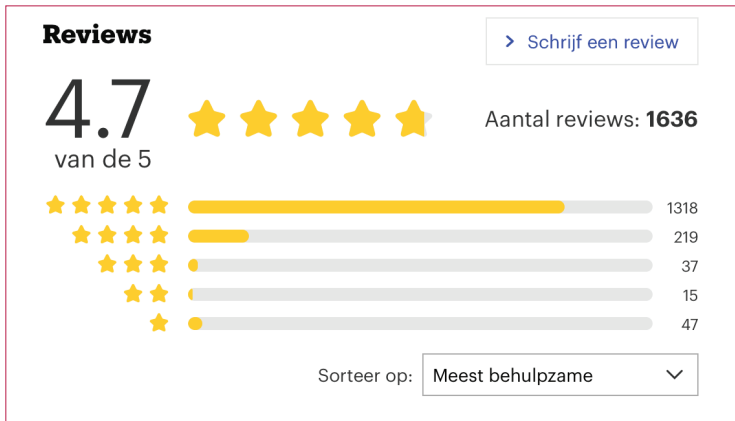 Reviews
Schrijf een review
4.7
van de 5
Aantal reviews: 1636
1318
219
37
15
47
Sorteer op: Meest behulpzame